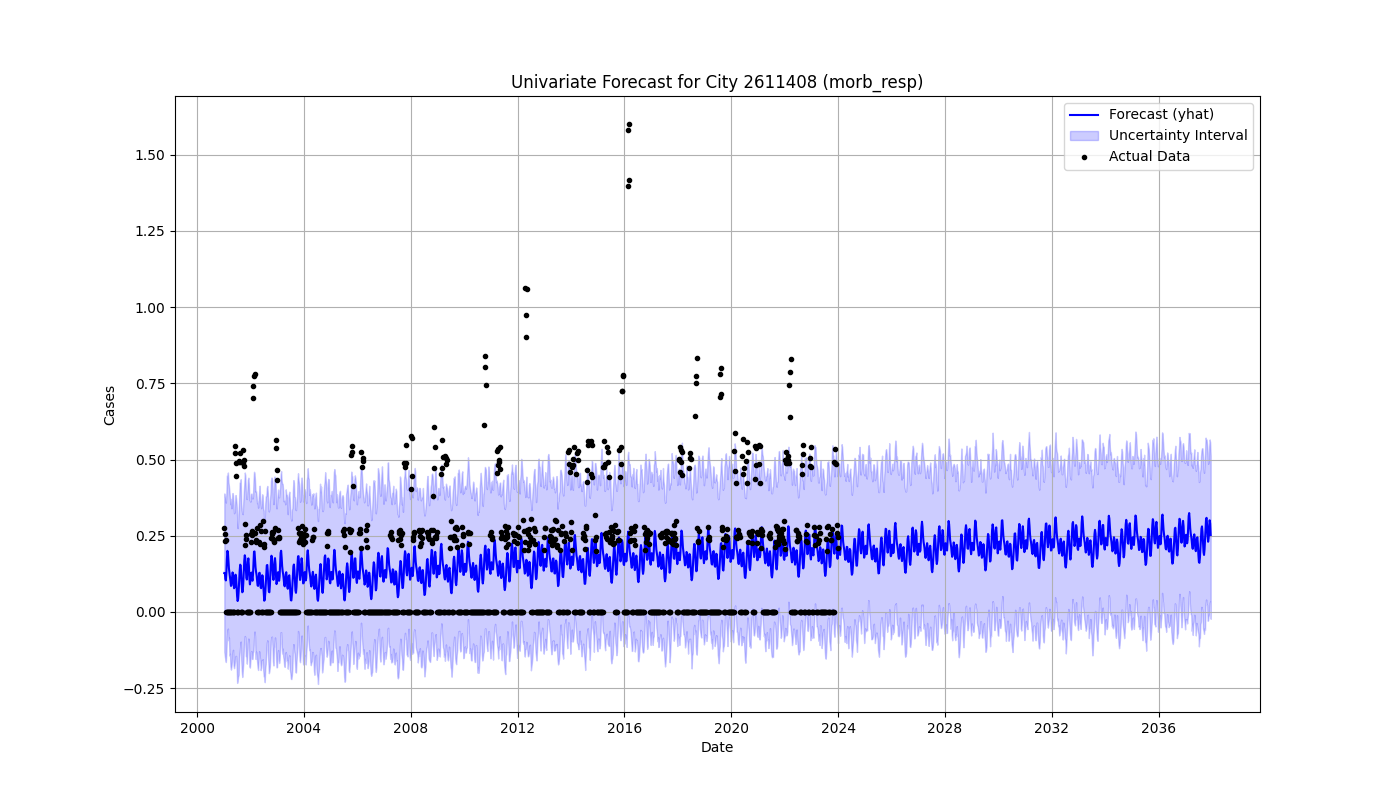 Univariate Forecast for City 2611408 (morb_resp)
Forecast (yhat)
Uncertainty Interval
Actual Data
1.50
1.25
1.00
0.75
0.50
0.25
0.00
−0.25
Cases
2000 2004 2008 2012 2016 2020 2024 2028 2032 2036
Date